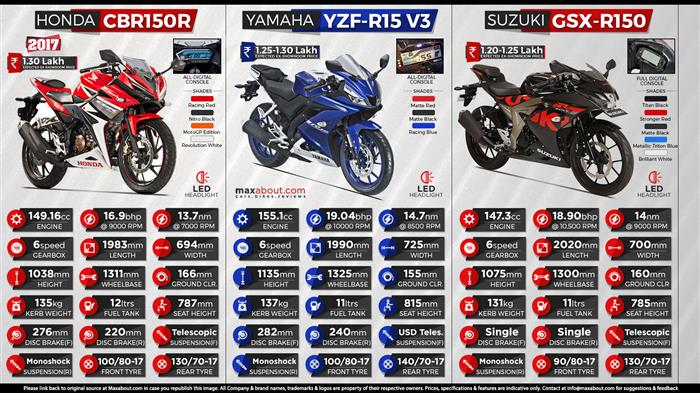 HONDA CBR150R
2017
₹ 1.30 Lakh
EXPECTED EX-SHOWROOM PRICE
ALL-DIGITAL
CONSOLE
SHADES
Racing Red
Nitro Black
MotoGP Edition
Revolution White
HONDA
LED
HEADLIGHT
149.16cc
ENGINE
16.9bhp
@ 9000 RPM
13.7nm
@ 7000 RPM
6speed
GEARBOX
1983mm
LENGTH
694mm
WIDTH
1038mm
HEIGHT
1311mm
WHEELBASE
166mm
GROUND CLR.
135kg
KERB WEIGHT
12ltrs
FUEL TANK
787mm
SEAT HEIGHT
276mm
DISC BRAKE(F)
220mm
DISC BRAKE(R)
Telescopic
SUSPENSION(F)
Monoshock
SUSPENSION(R)
100/80-17
FRONT TYRE
130/70-17
REAR TYRE
YAMAHA YZF-R15 V3
₹ 1.25-1.30 Lakh
EXPECTED EX-SHOWROOM PRICE
ALL-DIGITAL
CONSOLE
SHADES
Matte Red
Matte Black
Racing Blue
YAMAHA
maxabout.com
cars.bikes.reviews
LED
HEADLIGHT
155.1cc
ENGINE
19.04bhp
@ 10000 RPM
14.7nm
@ 8500 RPM
6speed
GEARBOX
1990mm
LENGTH
725mm
WIDTH
1135mm
HEIGHT
1325mm
WHEELBASE
155mm
GROUND CLR.
137kg
KERB WEIGHT
11ltrs
FUEL TANK
815mm
SEAT HEIGHT
282mm
DISC BRAKE(F)
240mm
DISC BRAKE(R)
USD Teles.
SUSPENSION(F)
Monoshock
SUSPENSION(R)
100/80-17
FRONT TYRE
140/70-17
REAR TYRE
SUZUKI GSX-R150
₹ 1.20-1.25 Lakh
EXPECTED EX-SHOWROOM PRICE
FULL DIGITAL
CONSOLE
SHADES
Titan Black
Stronger Red
Matte Black
Metallic Triton Blue
Brilliant White
SUZUKI
LED
HEADLIGHT
147.3cc
ENGINE
18.90bhp
@ 10,500 RPM
14nm
@ 9000 RPM
6speed
GEARBOX
2020mm
LENGTH
700mm
WIDTH
1075mm
HEIGHT
1300mm
WHEELBASE
160mm
GROUND CLR.
131kg
KERB WEIGHT
11ltrs
FUEL TANK
785mm
SEAT HEIGHT
Single
DISC BRAKE(F)
Single
DISC BRAKE(R)
Telescopic
SUSPENSION(F)
Monoshock
SUSPENSION(R)
90/80-17
FRONT TYRE
130/70-17
REAR TYRE
Please link back to original source at Maxabout.com in case you republish this image. All Company & brand names, trademarks & logos are property of their respective owners. Prices, specifications & features are indicative only. Contact at info@maxabout.com for suggestions & feedback